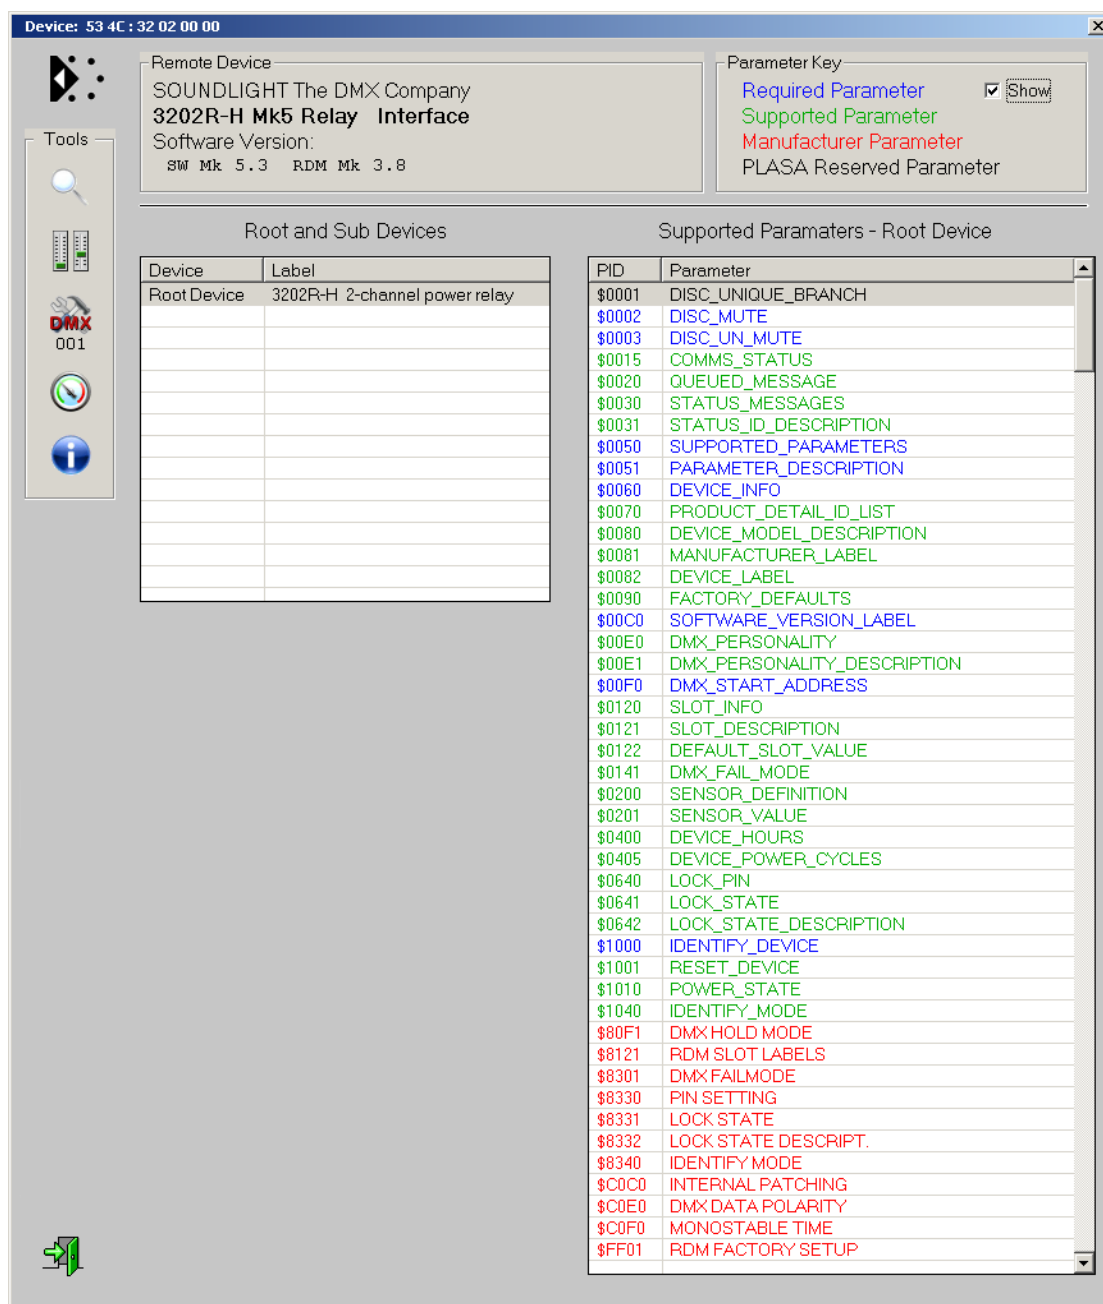 Device: 53 4C : 32 02 00 00
Remote Device
SOUNDLIGHT The DMX Company
3202R-H Mk5 Relay Interface
Software Version:
SW Mk 5.3 RDM Mk 3.8
Parameter Key
Required Parameter Show
Supported Parameter
Manufacturer Parameter
PLASA Reserved Parameter
Tools
DMX
001
Root and Sub Devices
Device Label
Root Device 3202R-H 2-channel power relay
Supported Paramaters - Root Device
PID Parameter
$0001 DISC_UNIQUE_BRANCH
$0002 DISC_MUTE
$0003 DISC_UN_MUTE
$0015 COMMS_STATUS
$0020 QUEUED_MESSAGE
$0030 STATUS_MESSAGES
$0031 STATUS_ID_DESCRIPTION
$0050 SUPPORTED_PARAMETERS
$0051 PARAMETER_DESCRIPTION
$0060 DEVICE_INFO
$0070 PRODUCT_DETAIL_ID_LIST
$0080 DEVICE_MODEL_DESCRIPTION
$0081 MANUFACTURER_LABEL
$0082 DEVICE_LABEL
$0090 FACTORY_DEFAULTS
$00C0 SOFTWARE_VERSION_LABEL
$00E0 DMX_PERSONALITY
$00E1 DMX_PERSONALITY_DESCRIPTION
$00F0 DMX_START_ADDRESS
$0120 SLOT_INFO
$0121 SLOT_DESCRIPTION
$0122 DEFAULT_SLOT_VALUE
$0141 DMX_FAIL_MODE
$0200 SENSOR_DEFINITION
$0201 SENSOR_VALUE
$0400 DEVICE_HOURS
$0405 DEVICE_POWER_CYCLES
$0640 LOCK_PIN
$0641 LOCK_STATE
$0642 LOCK_STATE_DESCRIPTION
$1000 IDENTIFY_DEVICE
$1001 RESET_DEVICE
$1010 POWER_STATE
$1040 IDENTIFY_MODE
$80F1 DMX HOLD MODE
$8121 RDM SLOT LABELS
$8301 DMX FAILMODE
$8330 PIN SETTING
$8331 LOCK STATE
$8332 LOCK STATE DESCRIPT.
$8340 IDENTIFY MODE
$C0C0 INTERNAL PATCHING
$C0E0 DMX DATA POLARITY
$C0F0 MONOSTABLE TIME
$FF01 RDM FACTORY SETUP